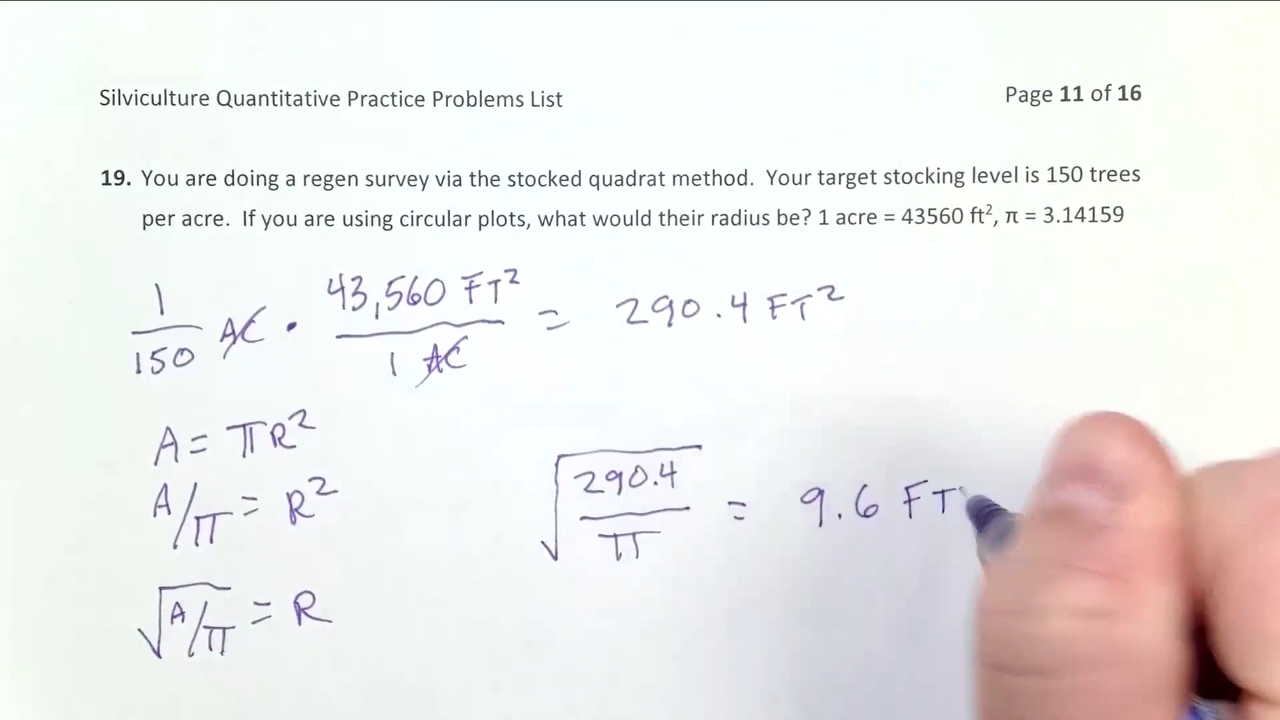 Silviculture Quantitative Practice Problems List
Page 11 of 16
19. You are doing a regen survey via the stocked quadrat method. Your target stocking level is 150 trees
per acre. If you are using circular plots, what would their radius be? 1 acre = 43560 ft², π = 3.14159
1/150 AC · 43,560 FT²/1 AC = 290.4 FT²
A = πR²
A/π = R²
√(A/π) = R
√(290.4/π) = 9.6 FT